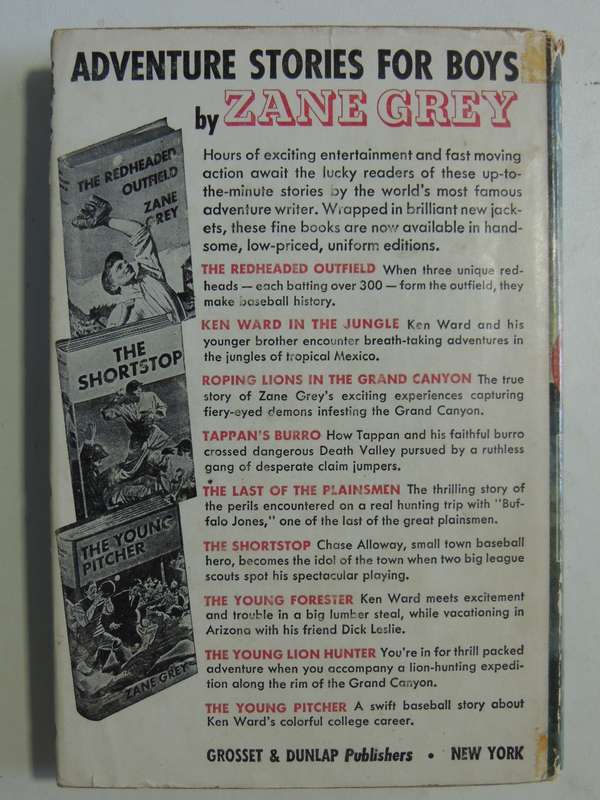 ADVENTURE STORIES FOR BOYS
by ZANE GREY
THE REDHEADED
OUTFIELD
ZANE
GREY
THE
SHORTSTOP
THE YOUNG
PITCHER
ZANE GREY
Hours of exciting entertainment and fast moving
action await the lucky readers of these up-to-
the-minute stories by the world's most famous
adventure writer. Wrapped in brilliant new jack-
ets, these fine books are now available in hand-
some, low-priced, uniform editions.
THE REDHEADED OUTFIELD When three unique red-
heads — each batting over 300 — form the outfield, they
make baseball history.
KEN WARD IN THE JUNGLE Ken Ward and his
younger brother encounter breath-taking adventures in
the jungles of tropical Mexico.
ROPING LIONS IN THE GRAND CANYON The true
story of Zane Grey's exciting experiences capturing
fiery-eyed demons infesting the Grand Canyon.
TAPPAN'S BURRO How Tappan and his faithful burro
crossed dangerous Death Valley pursued by a ruthless
gang of desperate claim jumpers.
THE LAST OF THE PLAINSMEN The thrilling story of
the perils encountered on a real hunting trip with "Buf-
falo Jones," one of the last of the great plainsmen.
THE SHORTSTOP Chase Alloway, small town baseball
hero, becomes the idol of the town when two big league
scouts spot his spectacular playing.
THE YOUNG FORESTER Ken Ward meets excitement
and trouble in a big lumber steal, while vacationing in
Arizona with his friend Dick Leslie.
THE YOUNG LION HUNTER You're in for thrill packed
adventure when you accompany a lion-hunting expedi-
tion along the rim of the Grand Canyon.
THE YOUNG PITCHER A swift baseball story about
Ken Ward's colorful college career.
GROSSET & DUNLAP Publishers • NEW YORK